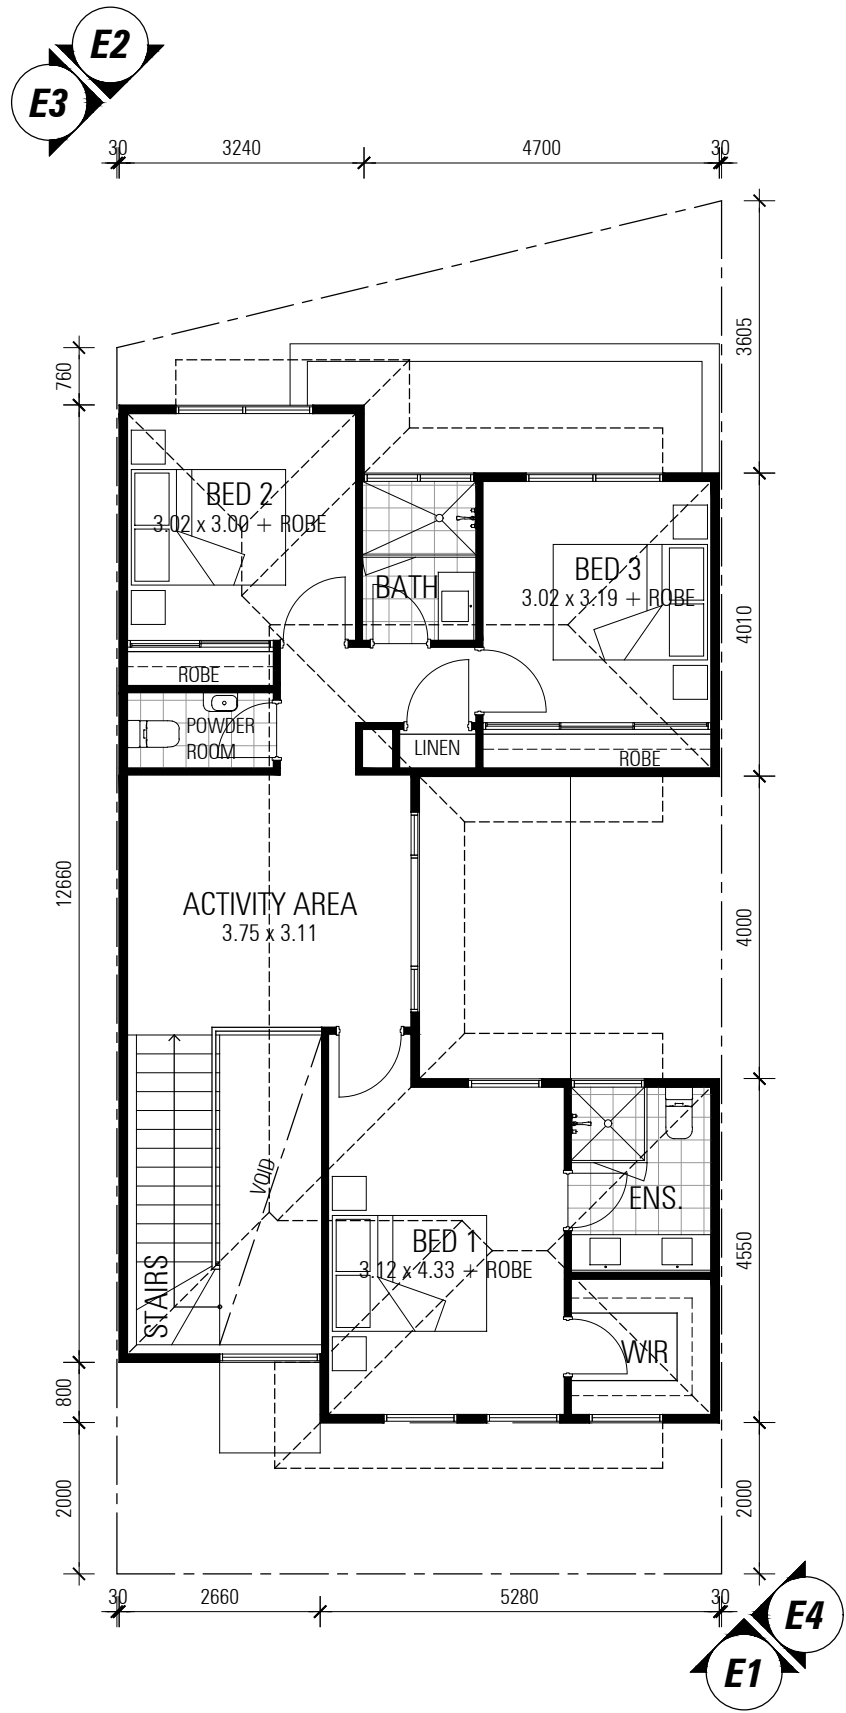 E2
E3
30
3240
4700
30
760
3605
BED 2
3.02 x 3.00 + ROBE
BATH
BED 3
3.02 x 3.19 + ROBE
4010
ROBE
POWDER
ROOM
LINEN
ROBE
12660
ACTIVITY AREA
3.75 x 3.11
4000
VOID
STAIRS
ENS.
BED 1
3.12 x 4.33 + ROBE
4550
WIR
800
2000
2000
30
2660
5280
30
E4
E1